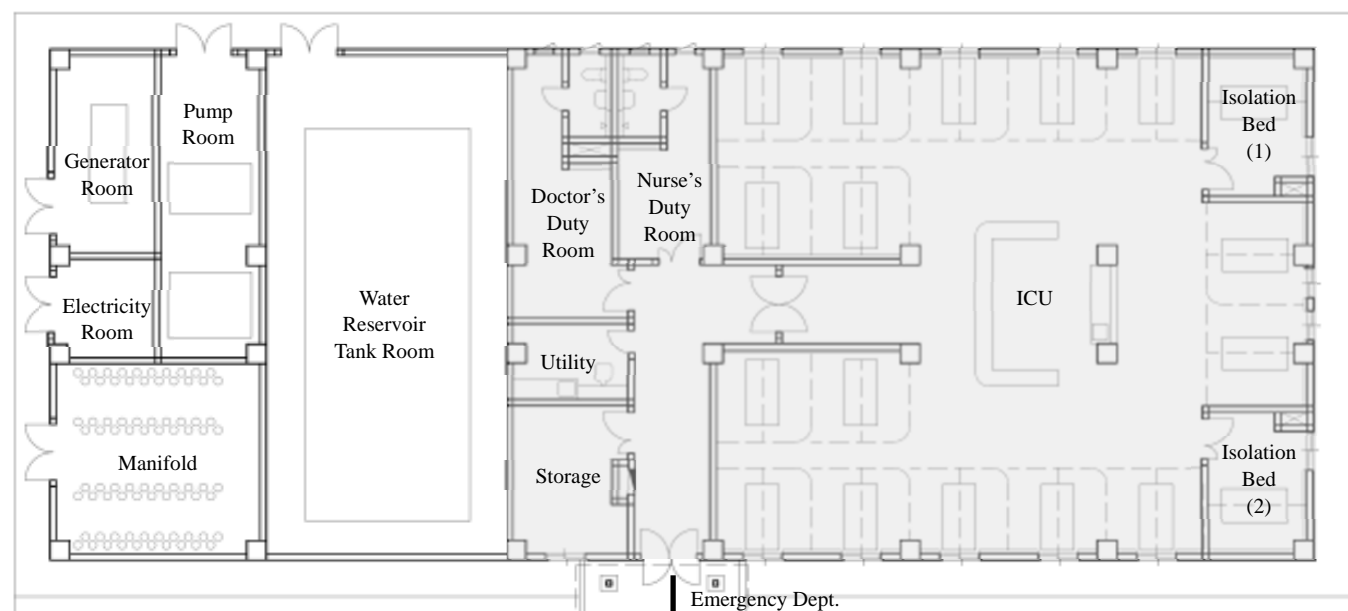 Generator
Room
Pump
Room
Electricity
Room
Manifold
Water
Reservoir
Tank Room
Doctor's
Duty
Room
Nurse's
Duty
Room
Utility
Storage
ICU
Isolation
Bed
(1)
Isolation
Bed
(2)
Emergency Dept.